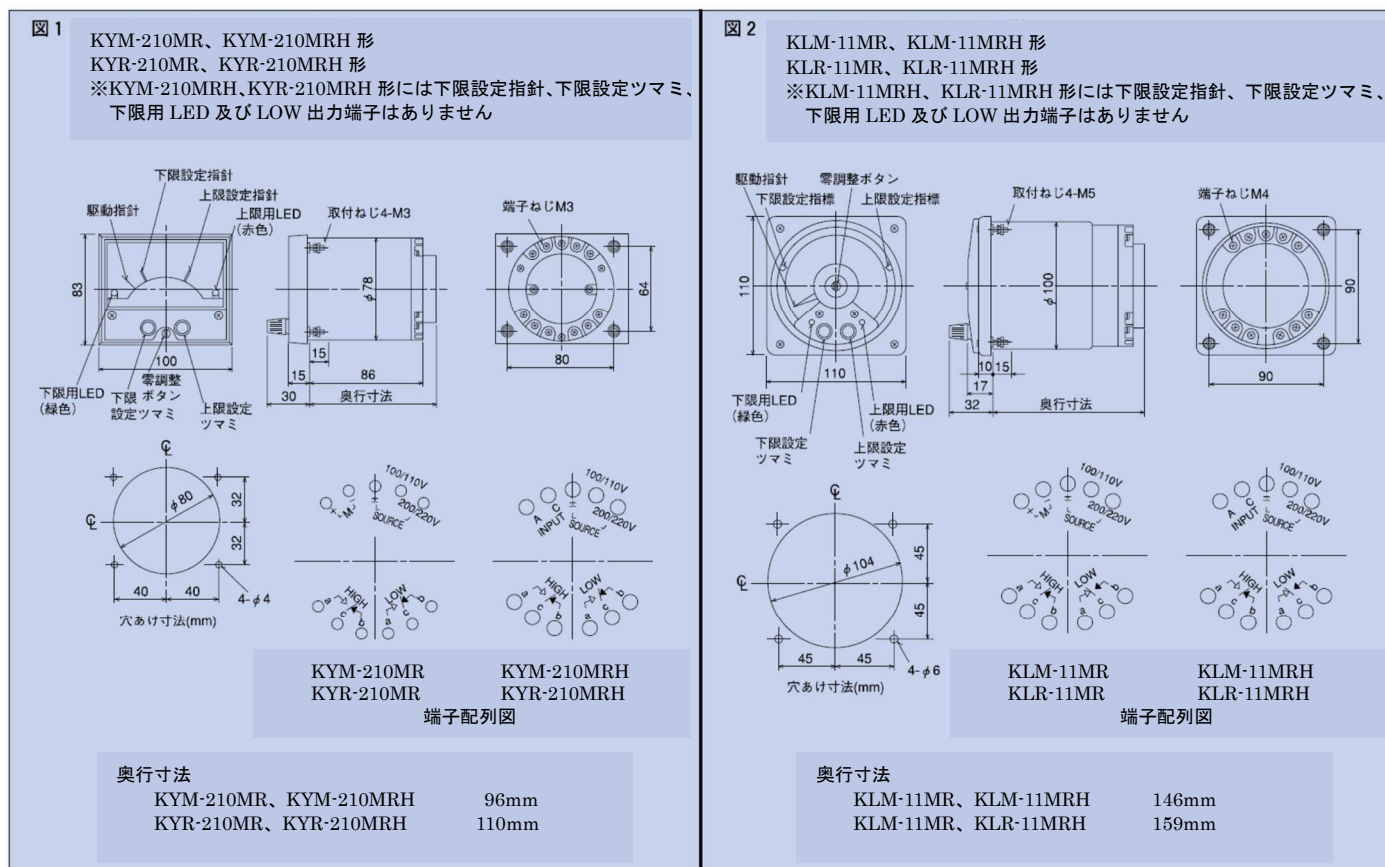 図1
KYM-210MR、KYM-210MRH 形
KYR-210MR、KYR-210MRH 形
※KYM-210MRH、KYR-210MRH 形には下限設定指針、下限設定ツマミ、
下限用 LED 及び LOW 出力端子はありません
下限設定指針
上限設定指針
駆動指針
上限用LED
(赤色)
取付ねじ4-M3
端子ねじM3
83
φ78
64
15
100
15
86
80
30
奥行寸法
下限用LED
(緑色)
下限
設定ツマミ
零調整
ボタン
上限設定
ツマミ
℄
φ80
32
℄
32
40
40
4-φ4
穴あけ寸法(mm)
100/110V
200/220V
+
-
M
±
L
SOURCE
HIGH
LOW
a
c
b
a
c
b
100/110V
200/220V
A
C
INPUT
±
L
SOURCE
HIGH
LOW
a
c
b
a
c
b
KYM-210MR KYM-210MRH
KYR-210MR KYR-210MRH
端子配列図
奥行寸法
KYM-210MR、KYM-210MRH 96mm
KYR-210MR、KYR-210MRH 110mm
図2
KLM-11MR、KLM-11MRH 形
KLR-11MR、KLR-11MRH 形
※KLM-11MRH、KLR-11MRH 形には下限設定指針、下限設定ツマミ、
下限用 LED 及び LOW 出力端子はありません
駆動指針
零調整ボタン
下限設定指標
上限設定指標
取付ねじ4-M5
端子ねじM4
110
φ100
90
110
10
15
17
32
奥行寸法
90
下限用LED
(緑色)
上限用LED
(赤色)
下限設定
ツマミ
上限設定
ツマミ
℄
φ104
45
℄
45
45
45
4-φ6
穴あけ寸法(mm)
100/110V
200/220V
+
-
M
±
L
SOURCE
HIGH
LOW
a
c
b
a
c
b
100/110V
200/220V
A
C
INPUT
±
L
SOURCE
HIGH
LOW
a
c
b
a
c
b
KLM-11MR KLM-11MRH
KLR-11MR KLR-11MRH
端子配列図
奥行寸法
KLM-11MR、KLM-11MRH 146mm
KLM-11MR、KLR-11MRH 159mm